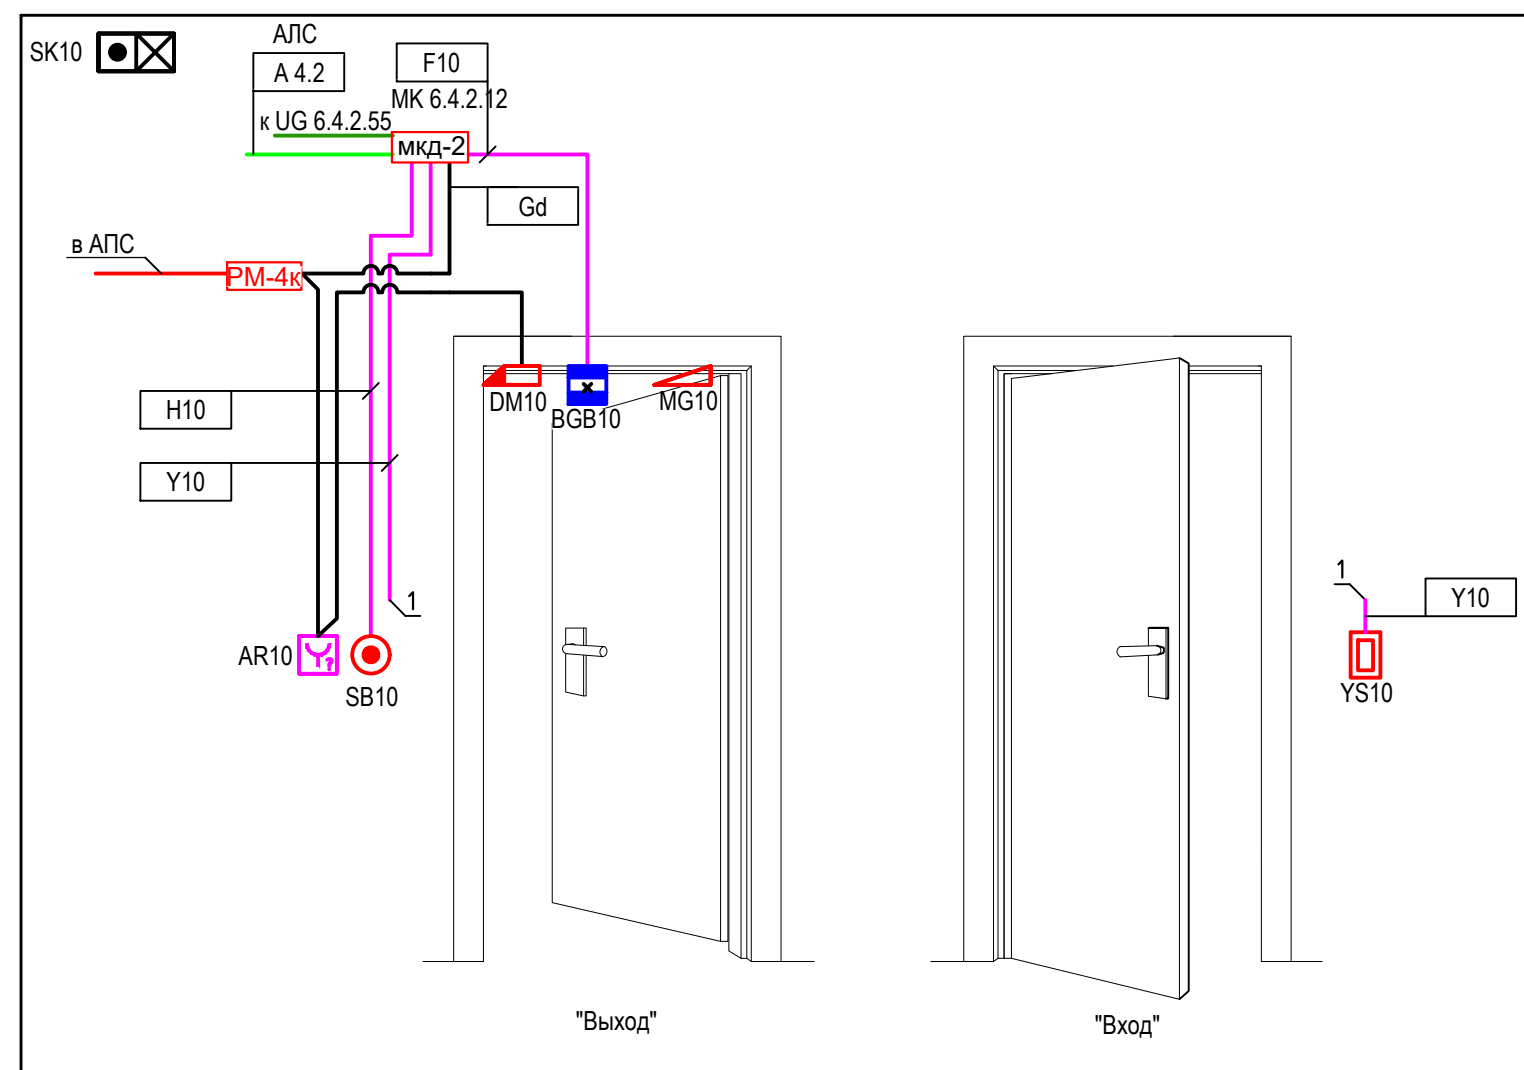 SK10
АЛС
А 4.2
F10
МК 6.4.2.12
к UG 6.4.2.55
мкд-2
Gd
в АПС
РМ-4к
H10
Y10
DM10
BGB10
MG10
1
AR10
?
SB10
1
Y10
YS10
"Выход"
"Вход"